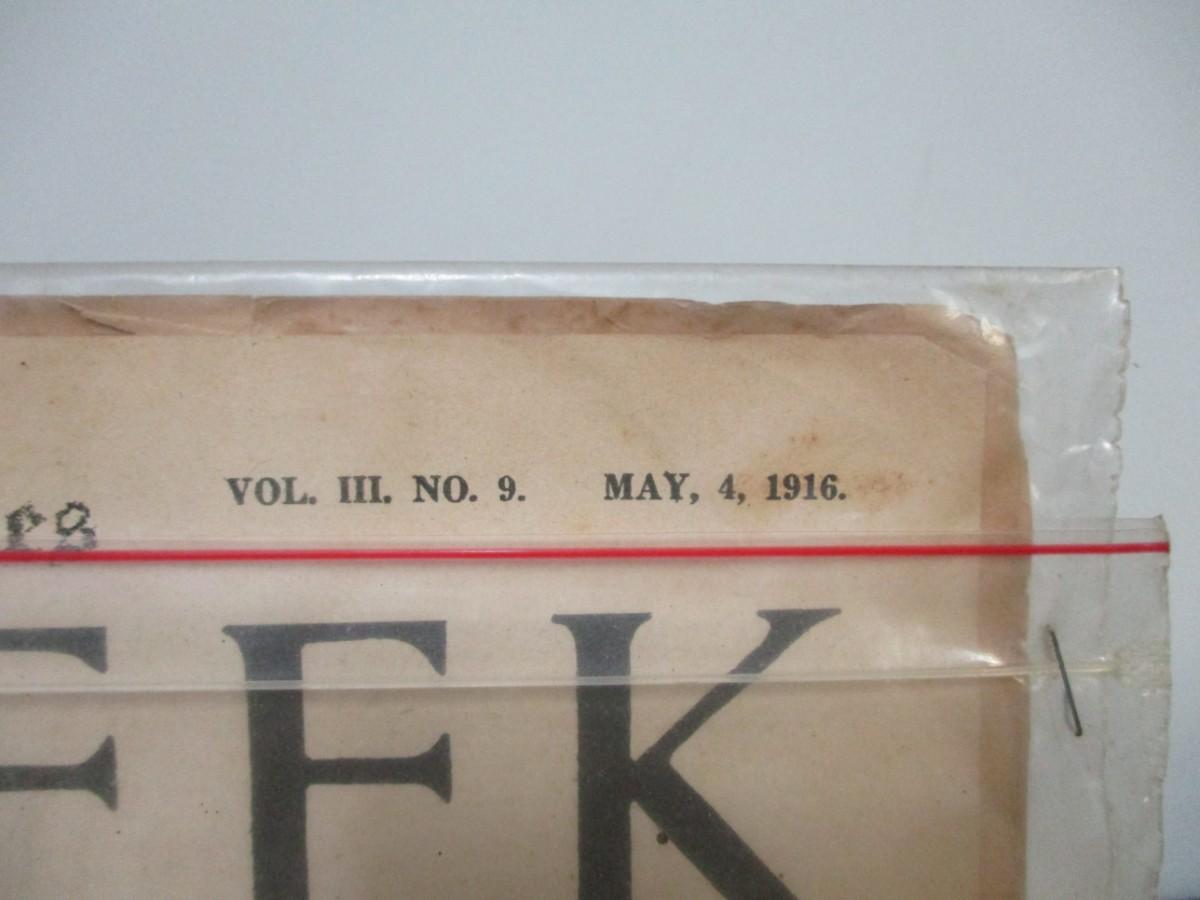 VOL. III. NO. 9. MAY, 4, 1916.
EEK